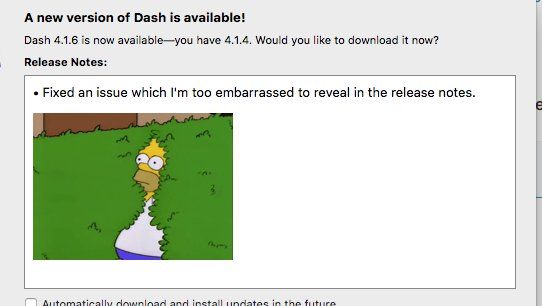 A new version of Dash is available!
Dash 4.1.6 is now available—you have 4.1.4. Would you like to download it now?
Release Notes:
• Fixed an issue which I'm too embarrassed to reveal in the release notes.
Automatically download and install updates in the future